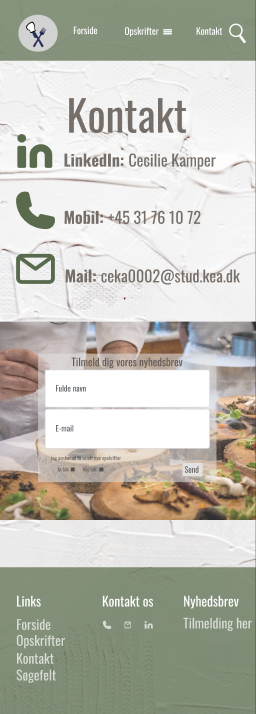 Forside Opskrifter Kontakt
Kontakt
LinkedIn: Cecilie Kamper
Mobil: +45 31 76 10 72
Mail: ceka0002@stud.kea.dk
Tilmeld dig vores nyhedsbrev
Fulde navn
E-mail
Jeg ønsker at få sendt nye opskrifter
Ja tak Nej tak
Send
Links Kontakt os Nyhedsbrev
Forside Tilmelding her
Opskrifter
Kontakt
Søgefelt